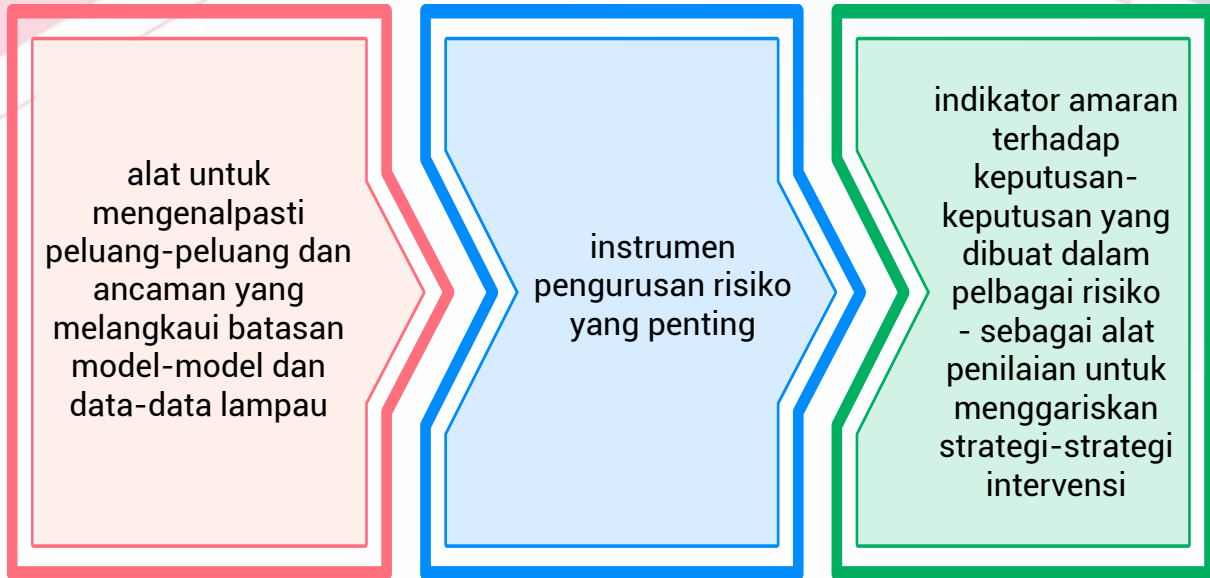 alat untuk
mengenalpasti
peluang-peluang dan
ancaman yang
melangkaui batasan
model-model dan
data-data lampau
instrumen
pengurusan risiko
yang penting
indikator amaran
terhadap
keputusan-
keputusan yang
dibuat dalam
pelbagai risiko
- sebagai alat
penilaian untuk
menggariskan
strategi-strategi
intervensi